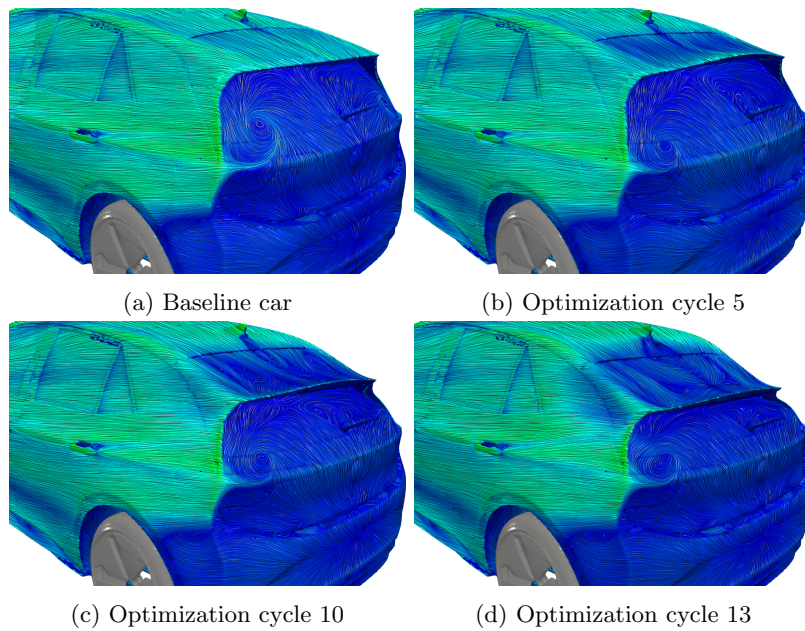 (a) Baseline car
(b) Optimization cycle 5
(c) Optimization cycle 10
(d) Optimization cycle 13